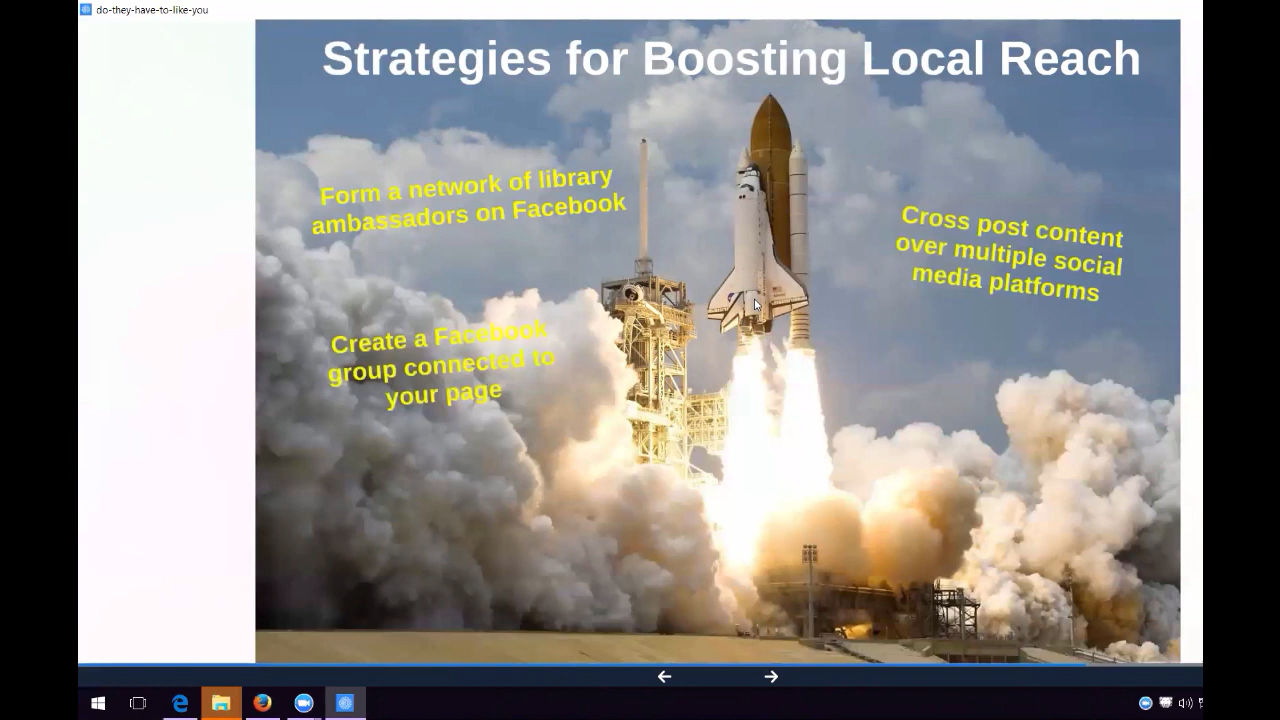 do-they-have-to-like-you
Strategies for Boosting Local Reach
Form a network of library
ambassadors on Facebook
Cross post content
over multiple social
media platforms
Create a Facebook
group connected to
your page